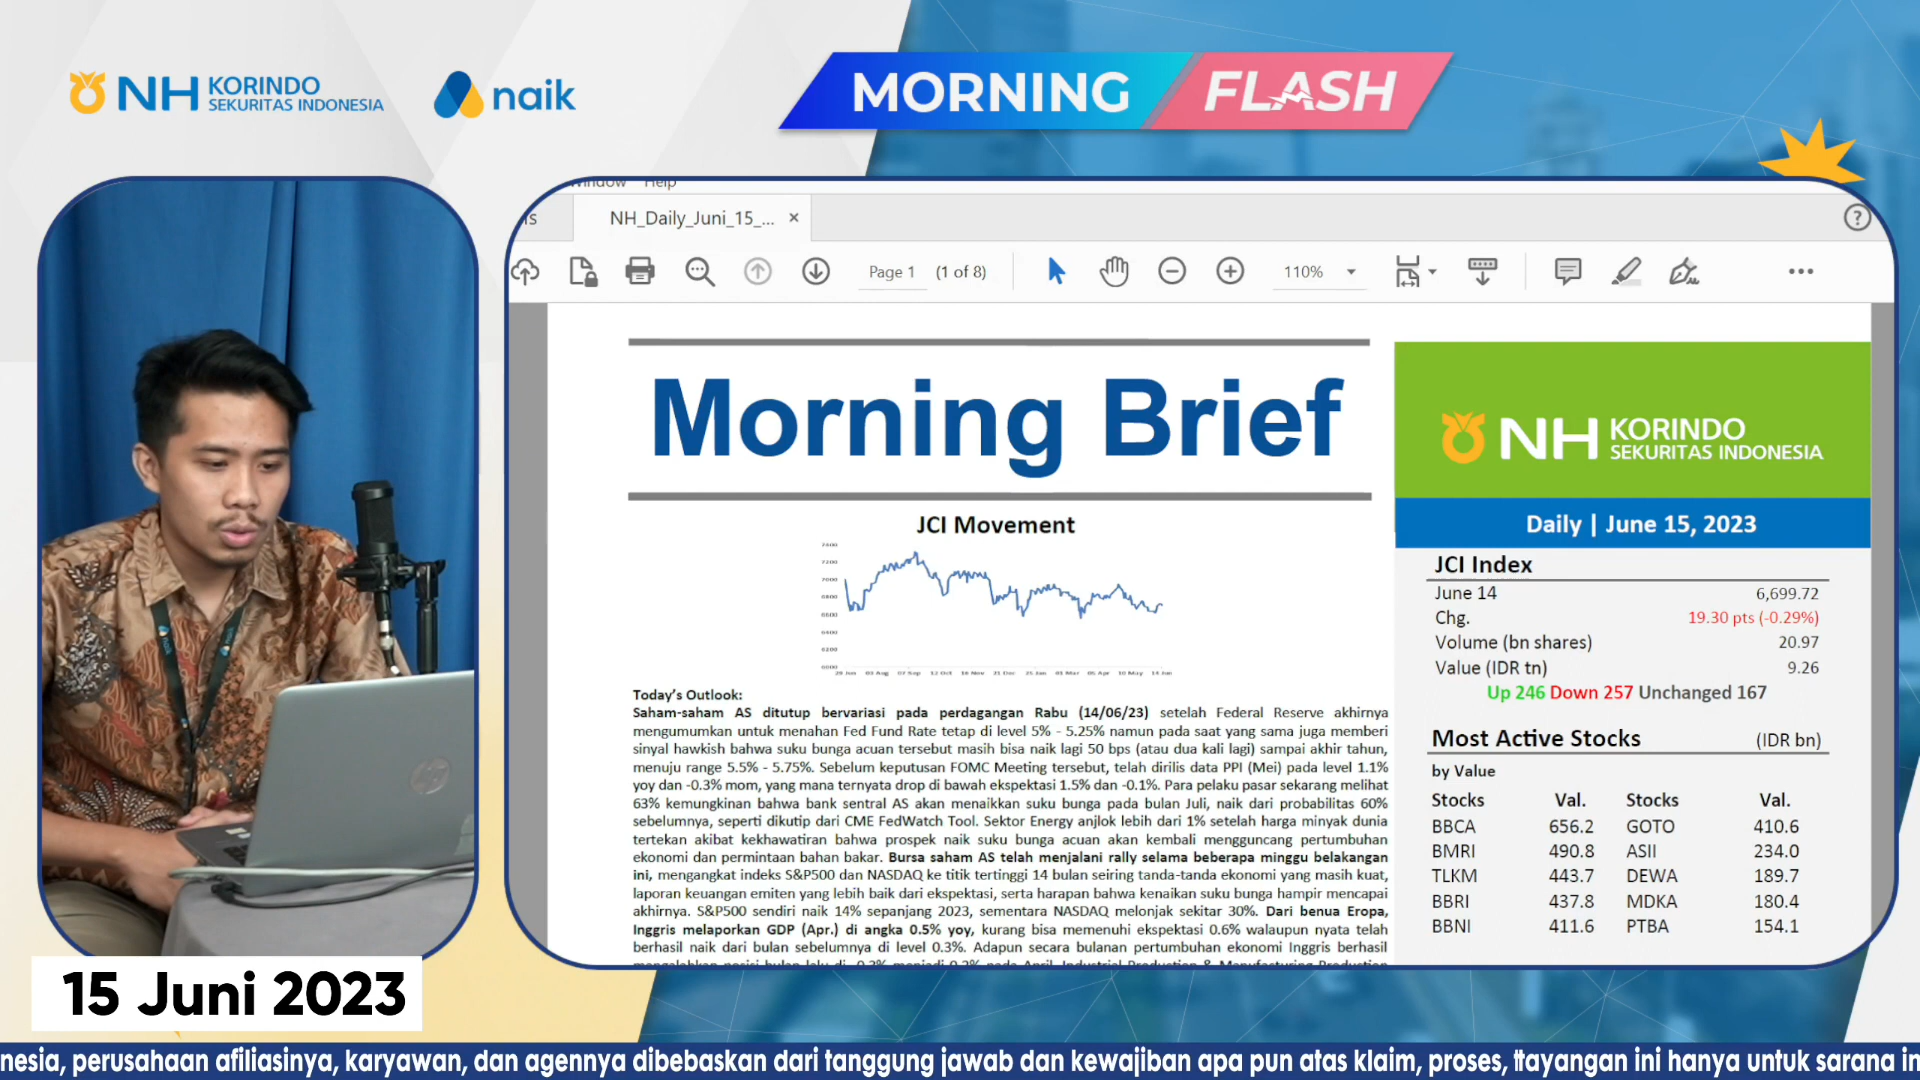 NH KORINDO
SEKURITAS INDONESIA
naik
MORNING FLASH
Window Help
NH_Daily_Juni_15_... ×
Page 1 (1 of 8)
110%
Morning Brief
NH KORINDO
SEKURITAS INDONESIA
Daily | June 15, 2023
JCI Movement
7400
7200
7000
6800
6600
6400
6200
6000
Today's Outlook:
Saham-saham AS ditutup bervariasi pada perdagangan Rabu (14/06/23) setelah Federal Reserve akhirnya
mengumumkan untuk menahan Fed Fund Rate tetap di level 5% - 5.25% namun pada saat yang sama juga memberi
sinyal hawkish bahwa suku bunga acuan tersebut masih bisa naik lagi 50 bps (atau dua kali lagi) sampai akhir tahun,
menuju range 5.5% - 5.75%. Sebelum keputusan FOMC Meeting tersebut, telah dirilis data PPI (Mei) pada level 1.1%
yoy dan -0.3% mom, yang mana ternyata drop di bawah ekspektasi 1.5% dan -0.1%. Para pelaku pasar sekarang melihat
63% kemungkinan bahwa bank sentral AS akan menaikkan suku bunga pada bulan Juli, naik dari probabilitas 60%
sebelumnya, seperti dikutip dari CME FedWatch Tool. Sektor Energy anjlok lebih dari 1% setelah harga minyak dunia
tertekan akibat kekhawatiran bahwa prospek naik suku bunga acuan akan kembali mengguncang pertumbuhan
ekonomi dan permintaan bahan bakar. Bursa saham AS telah menjalani rally selama beberapa minggu belakangan
ini, mengangkat indeks S&P500 dan NASDAQ ke titik tertinggi 14 bulan seiring tanda-tanda ekonomi yang masih kuat,
laporan keuangan emiten yang lebih baik dari ekspektasi, serta harapan bahwa kenaikan suku bunga hampir mencapai
akhirnya. S&P500 sendiri naik 14% sepanjang 2023, sementara NASDAQ melonjak sekitar 30%. Dari benua Eropa,
Inggris melaporkan GDP (Apr.) di angka 0.5% yoy, kurang bisa memenuhi ekspektasi 0.6% walaupun nyata telah
berhasil naik dari bulan sebelumnya di level 0.3%. Adapun secara bulanan pertumbuhan ekonomi Inggris berhasil
JCI Index
June 14 6,699.72
Chg. 19.30 pts (-0.29%)
Volume (bn shares) 20.97
Value (IDR tn) 9.26
Up 246 Down 257 Unchanged 167
Most Active Stocks (IDR bn)
by Value
Stocks Val. Stocks Val.
BBCA 656.2 GOTO 410.6
BMRI 490.8 ASII 234.0
TLKM 443.7 DEWA 189.7
BBRI 437.8 MDKA 180.4
BBNI 411.6 PTBA 154.1
15 Juni 2023
nesia, perusahaan afiliasinya, karyawan, dan agennya dibebaskan dari tanggung jawab dan kewajiban apa pun atas klaim, proses, tayangan ini hanya untuk sarana in